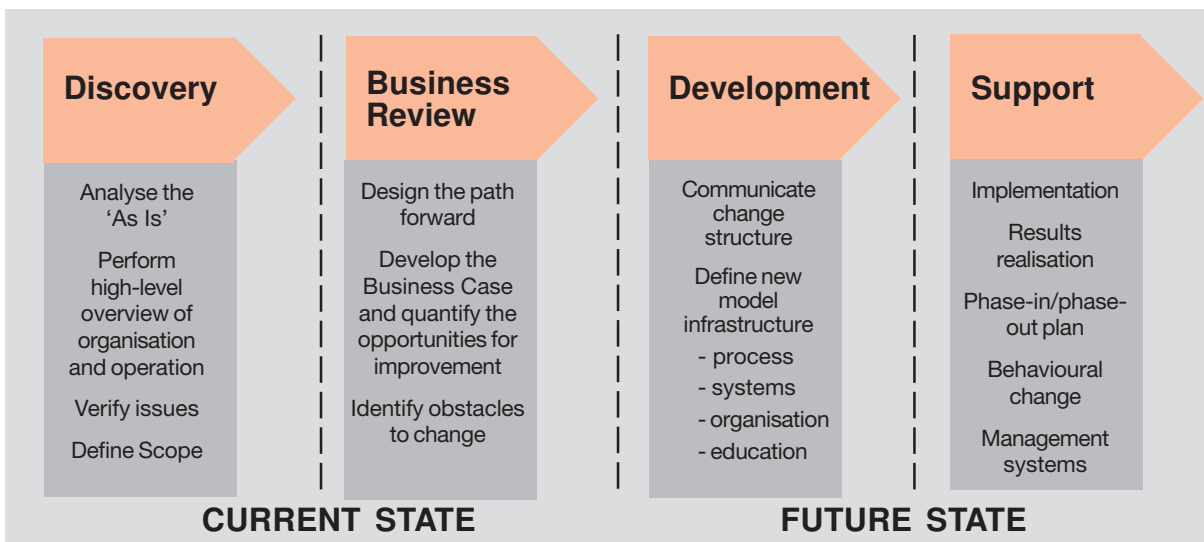 Discovery
Analyse the
‘As Is’
Perform
high-level
overview of
organisation
and operation
Verify issues
Define Scope
Business
Review
Design the path
forward
Develop the
Business Case
and quantify the
opportunities for
improvement
Identify obstacles
to change
Development
Communicate
change
structure
Define new
model
infrastructure
- process
- systems
- organisation
- education
Support
Implementation
Results
realisation
Phase-in/phase-
out plan
Behavioural
change
Management
systems
CURRENT STATE
FUTURE STATE